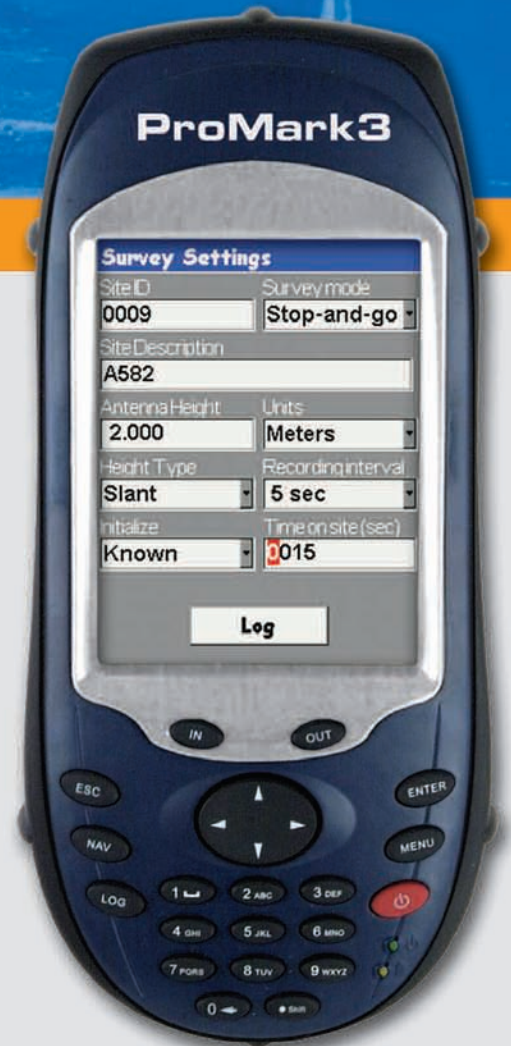 ProMark3
Survey Settings
Site ID Survey mode
0009 Stop-and-go
Site Description
A582
Antenna Height Units
2.000 Meters
Height Type Recording interval
Slant 5 sec
Initialize Time on site (sec)
Known 0015
Log
IN OUT
ESC ENTER
NAV MENU
LOG 1 2 ABC 3 DEF
4 GHI 5 JKL 6 MNO
7 PQRS 8 TUV 9 WXYZ
0 Shift